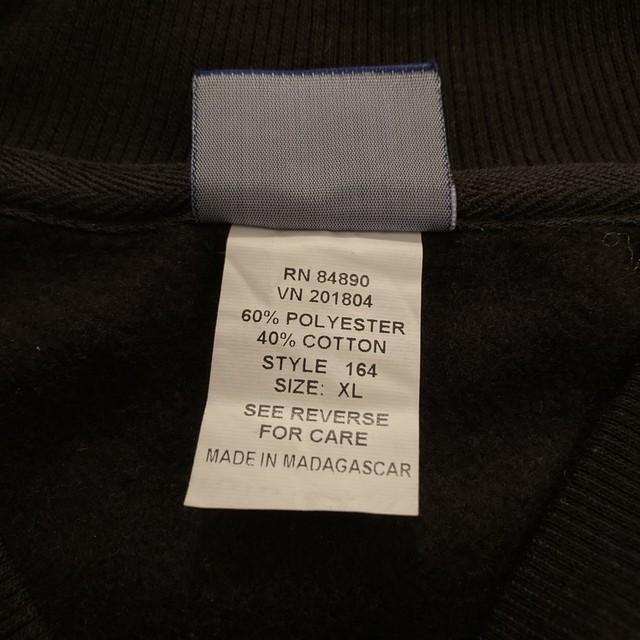 RN 84890
VN 201804
60% POLYESTER
40% COTTON
STYLE 164
SIZE: XL
SEE REVERSE
FOR CARE
MADE IN MADAGASCAR